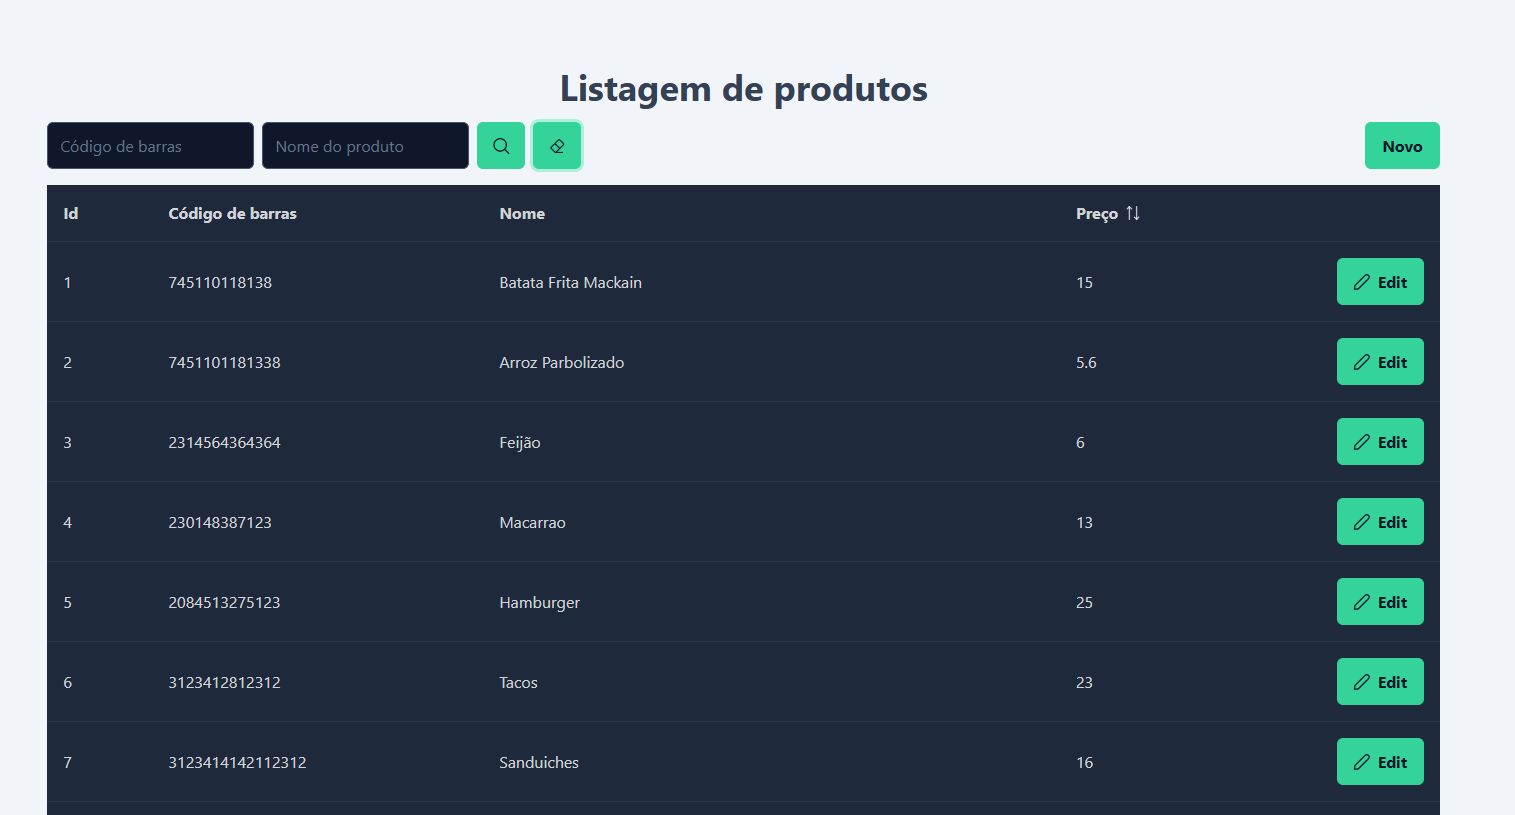 Listagem de produtos
Código de barras Nome do produto Novo
Id Código de barras Nome Preço
1 745110118138 Batata Frita Mackain 15 Edit
2 7451101181338 Arroz Parbolizado 5.6 Edit
3 2314564364364 Feijão 6 Edit
4 230148387123 Macarrao 13 Edit
5 2084513275123 Hamburger 25 Edit
6 3123412812312 Tacos 23 Edit
7 3123414142112312 Sanduiches 16 Edit